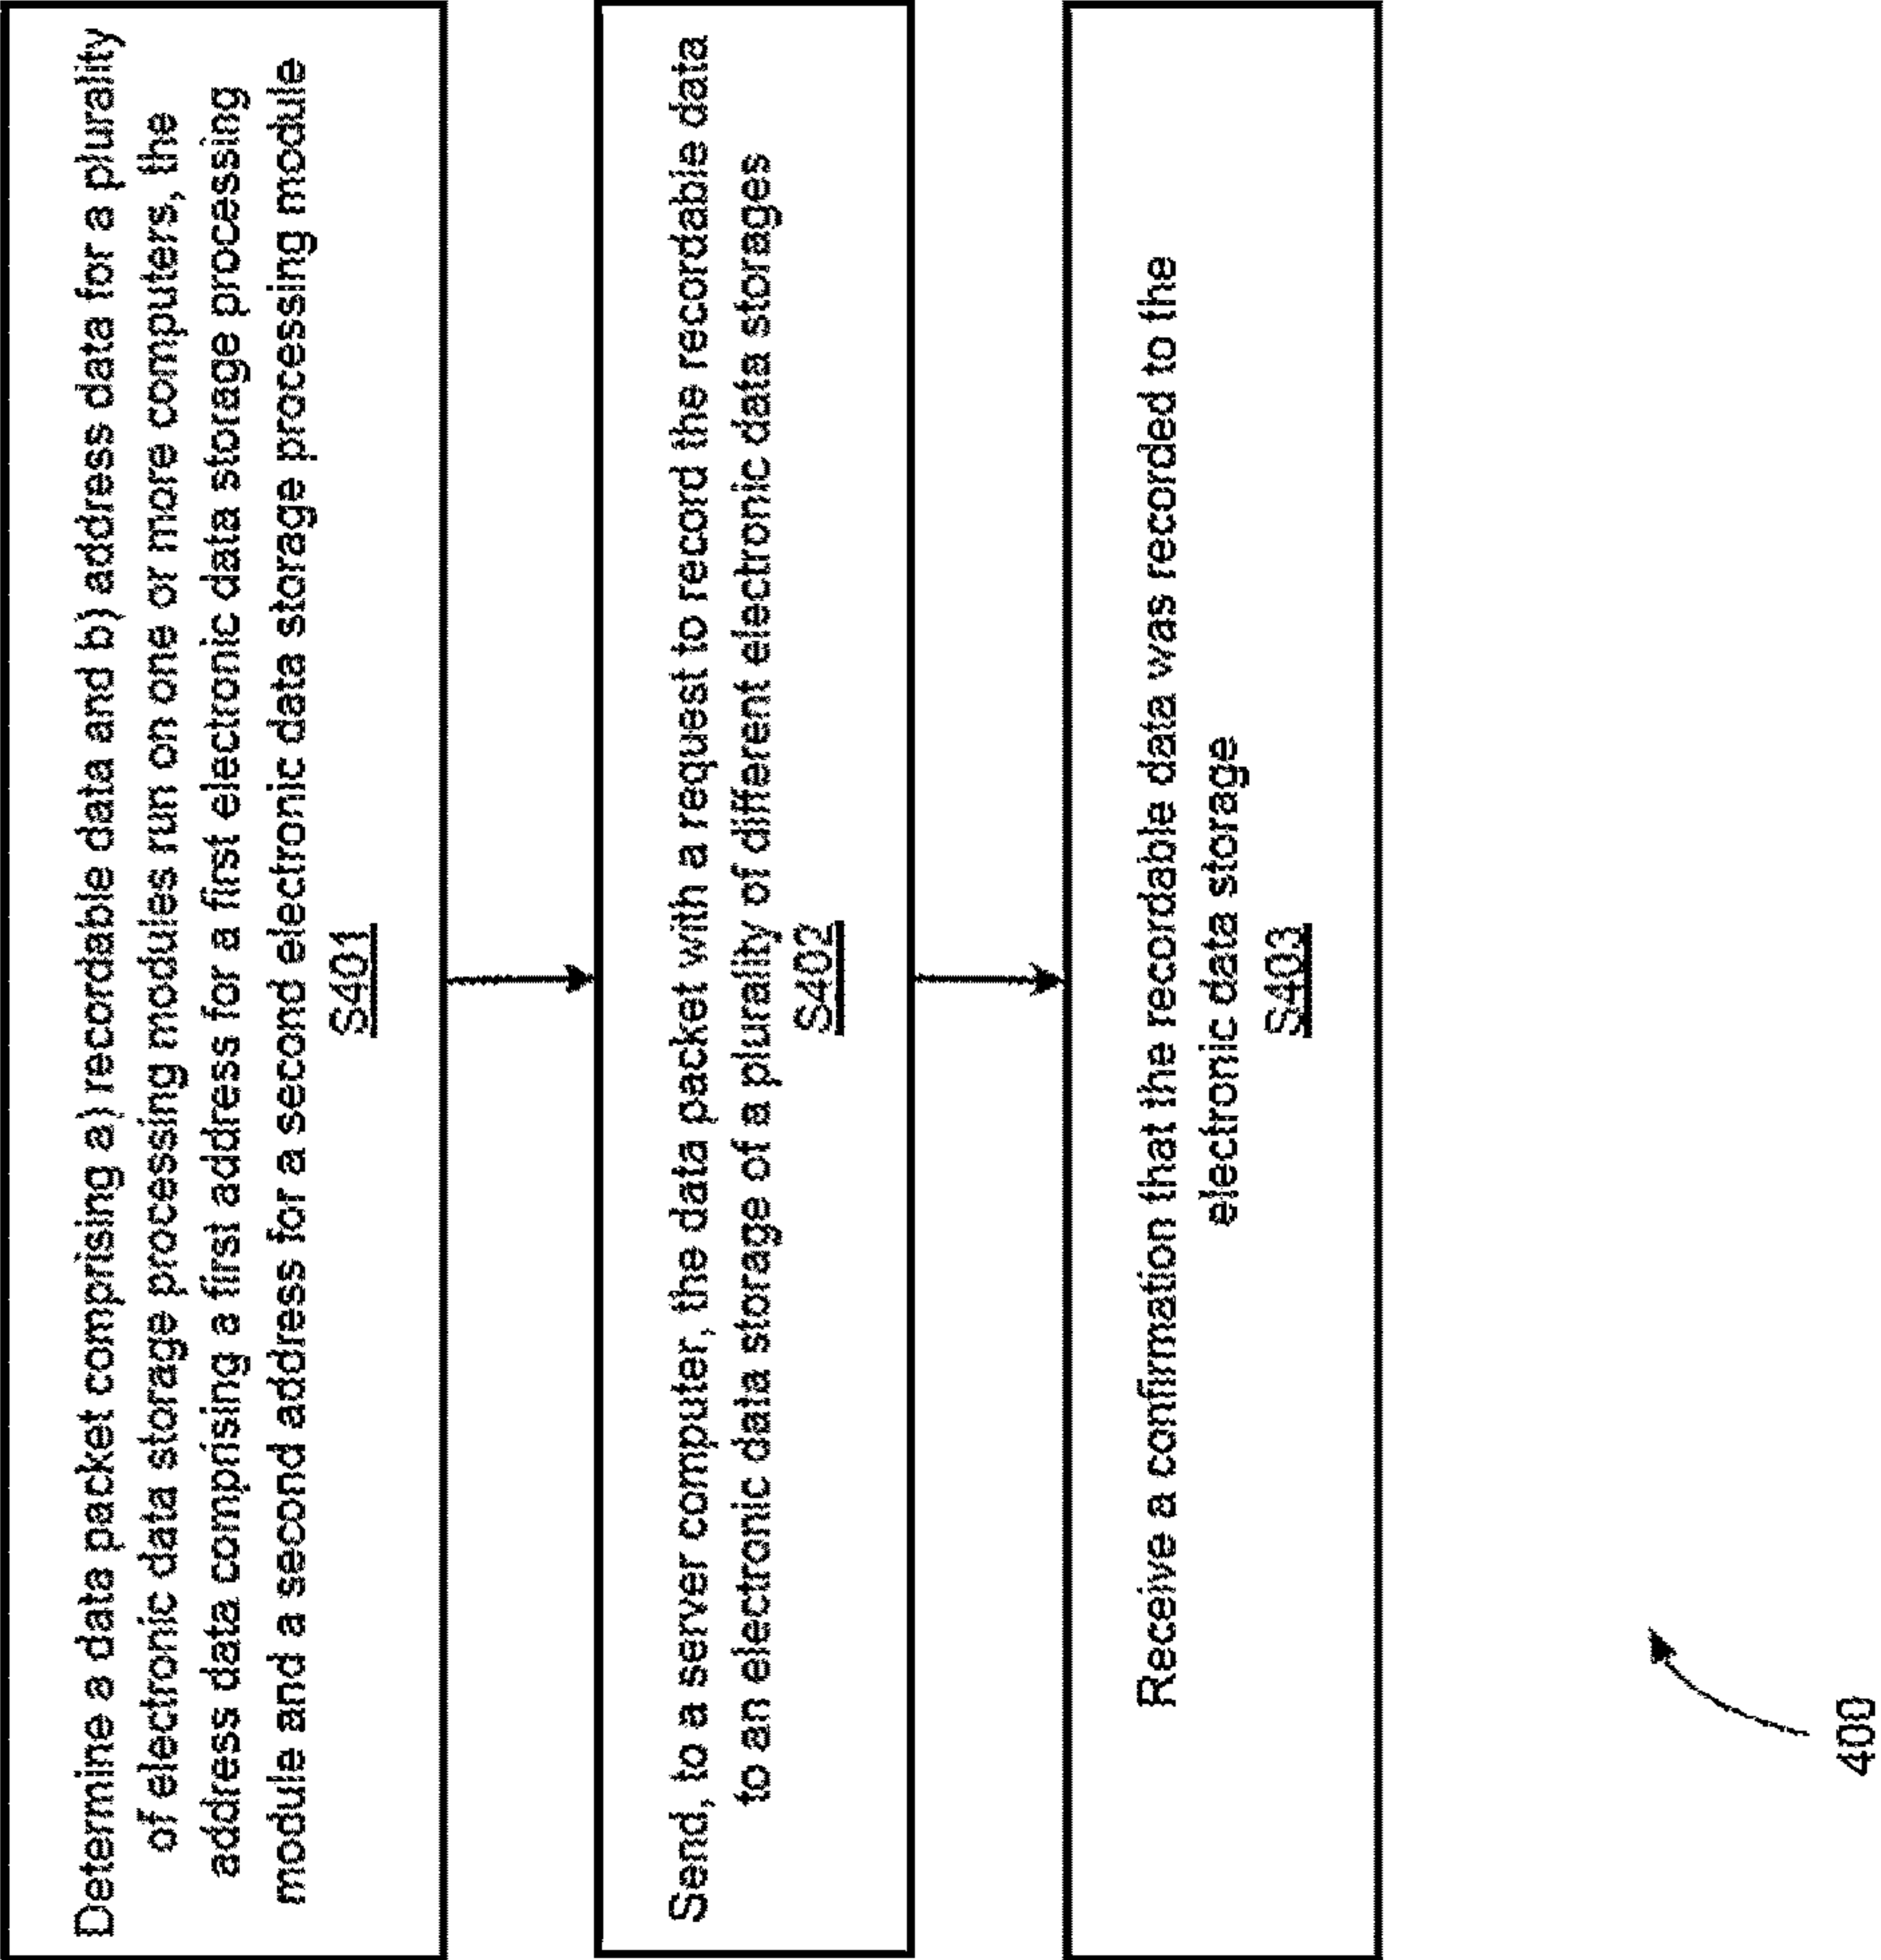 Determine a data packet comprising a) recordable data and b) address data for a plurality
of electronic data storage processing modules run on one or more computers, the
address data comprising a first address for a first electronic data storage processing
module and a second address for a second electronic data storage processing module
S401
Send, to a server computer, the data packet with a request to record the recordable data
to an electronic data storage of a plurality of different electronic data storages
S402
Receive a confirmation that the recordable data was recorded to the
electronic data storage
S403
400